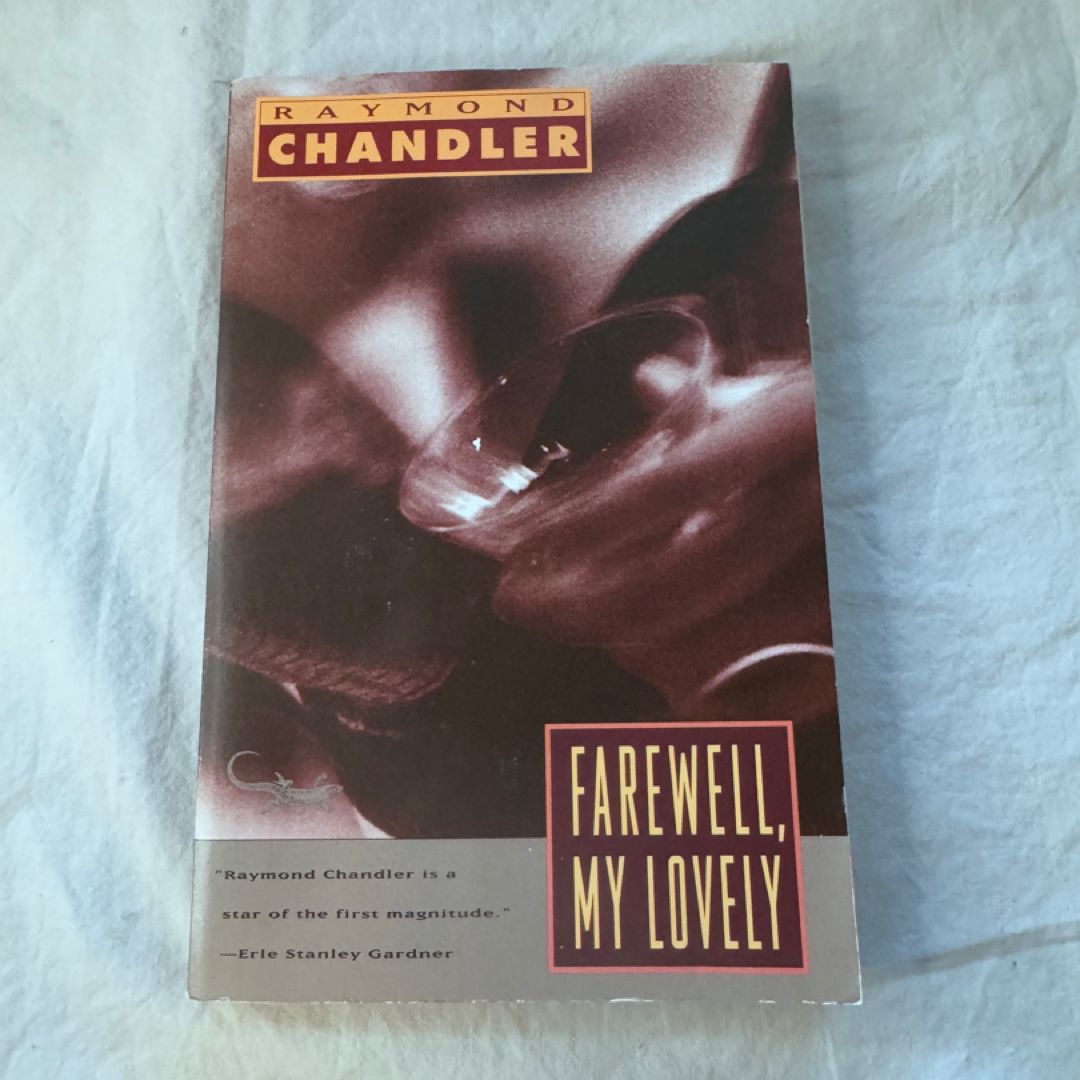 RAYMOND
CHANDLER
FAREWELL,
MY LOVELY
"Raymond Chandler is a
star of the first magnitude."
—Erle Stanley Gardner